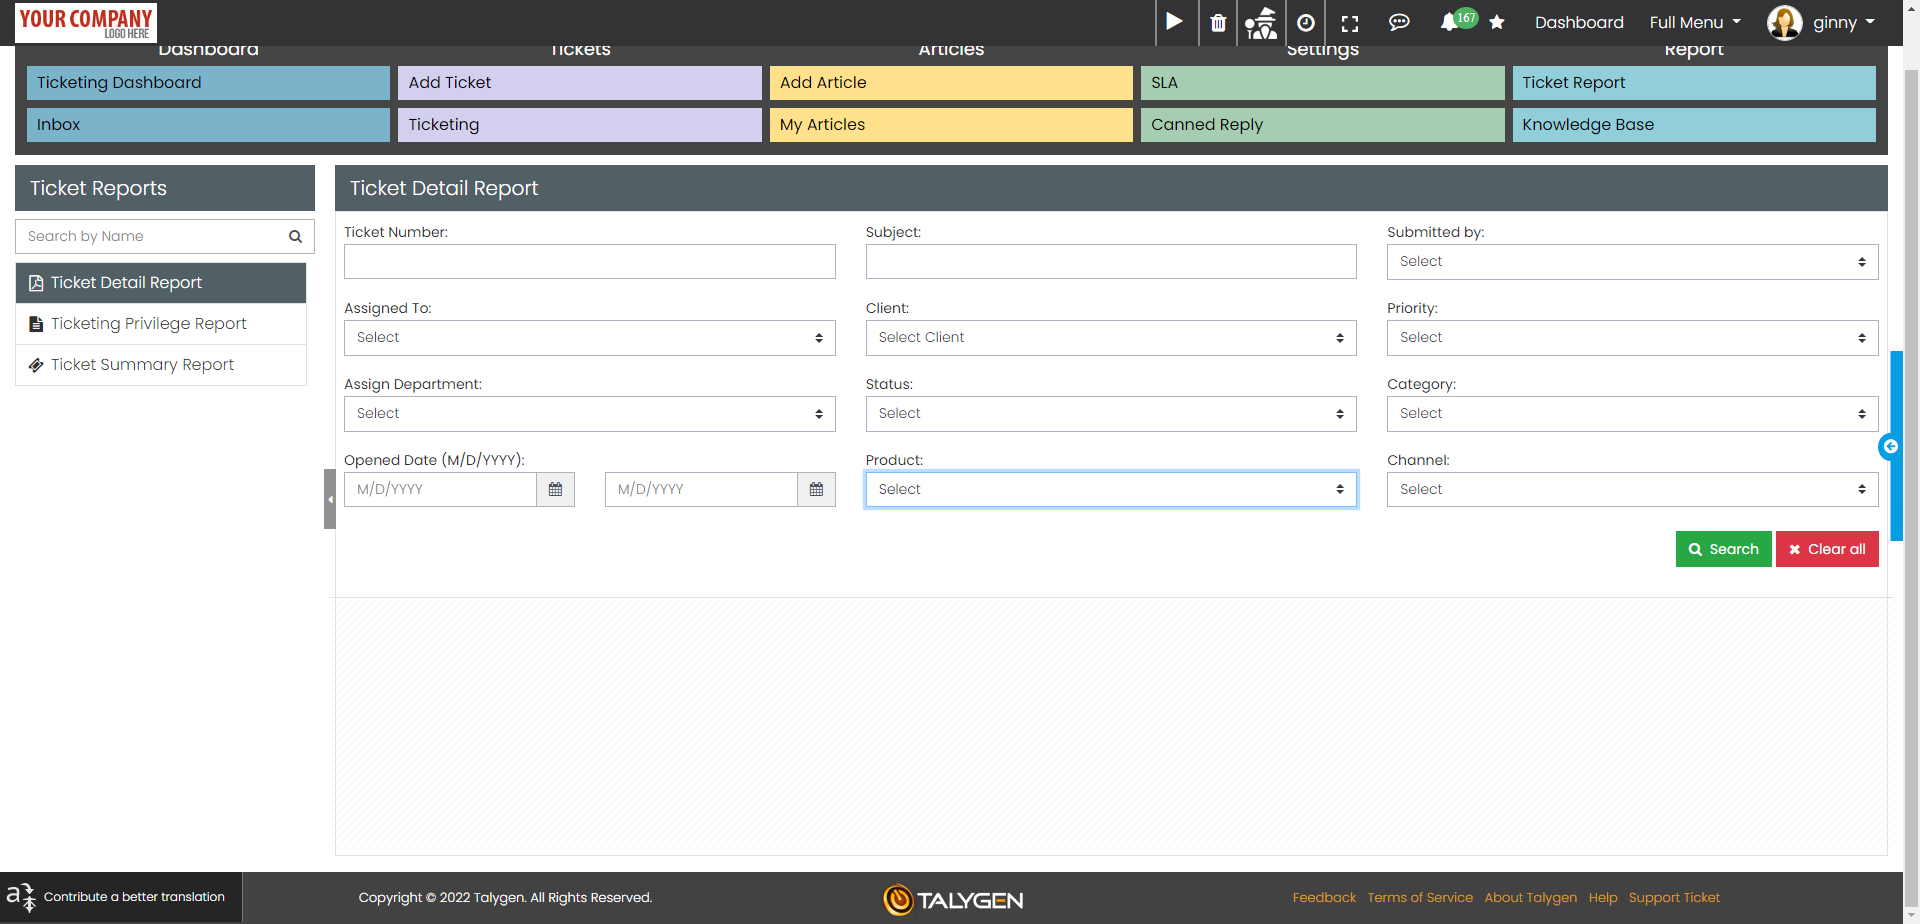 YOUR COMPANY
LOGO HERE
167
Dashboard
Full Menu
ginny
Dashboard
Tickets
Articles
Settings
Report
Ticketing Dashboard
Add Ticket
Add Article
SLA
Ticket Report
Inbox
Ticketing
My Articles
Canned Reply
Knowledge Base
Ticket Reports
Search by Name
Ticket Detail Report
Ticketing Privilege Report
Ticket Summary Report
Ticket Detail Report
Ticket Number:
Subject:
Submitted by:
Select
Assigned To:
Client:
Priority:
Select
Select Client
Select
Assign Department:
Status:
Category:
Select
Select
Select
Opened Date (M/D/YYYY):
Product:
Channel:
M/D/YYYY
M/D/YYYY
Select
Select
Search
Clear all
Contribute a better translation
Copyright © 2022 Talygen. All Rights Reserved.
TALYGEN
Feedback
Terms of Service
About Talygen
Help
Support Ticket